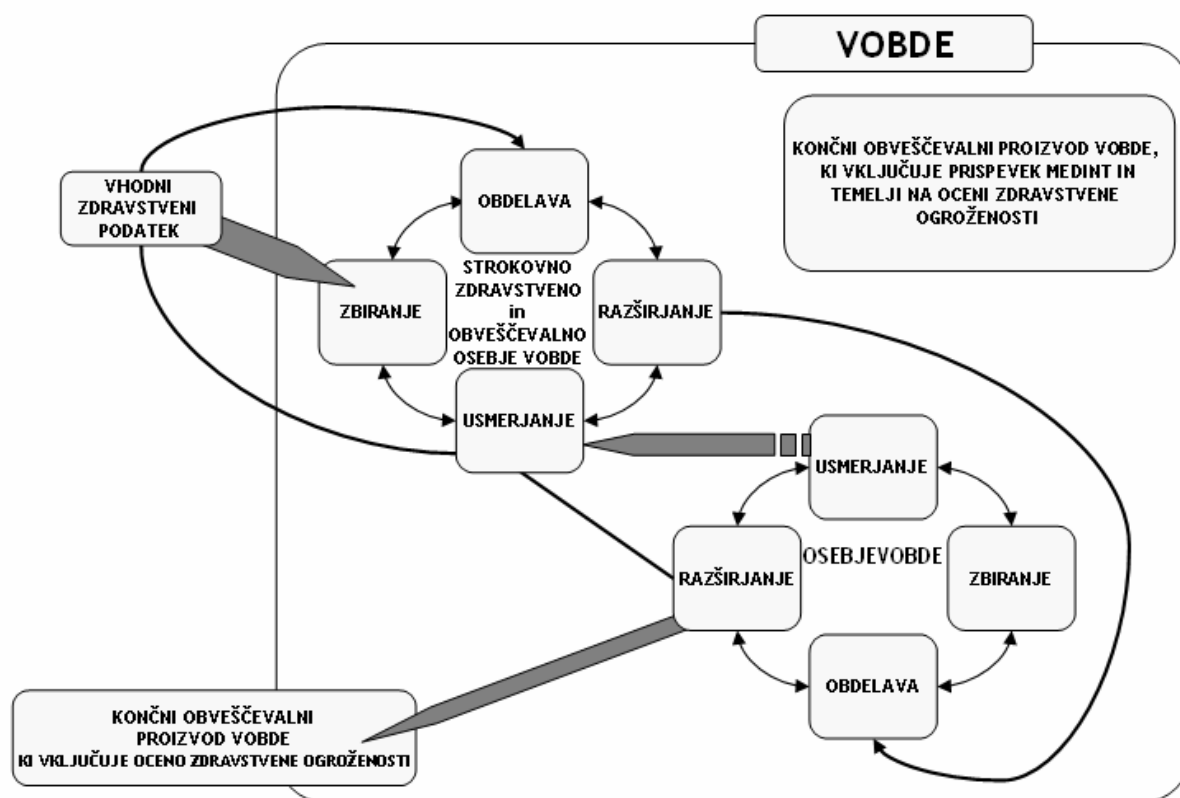 VOBDE
KONČNI OBVEŠČEVALNI PROIZVOD VOBDE,
KI VKLJUČUJE PRISPEVEK MEDINT IN
TEMELJI NA OCENI ZDRAVSTVENE
OGROŽENOSTI
VHODNI
ZDRAVSTVENI
PODATEK
OBDELAVA
ZBIRANJE
STROKOVNO
ZDRAVSTVENO
in
OBVEŠČEVALNO
OSEBJE VOBDE
RAZŠIRJANJE
USMERJANJE
USMERJANJE
RAZŠIRJANJE
OSEBJEVOBDE
ZBIRANJE
OBDELAVA
KONČNI OBVEŠČEVALNI
PROIZVOD VOBDE
KI VKLJUČUJE OCENO ZDRAVSTVENE OGROŽENOSTI